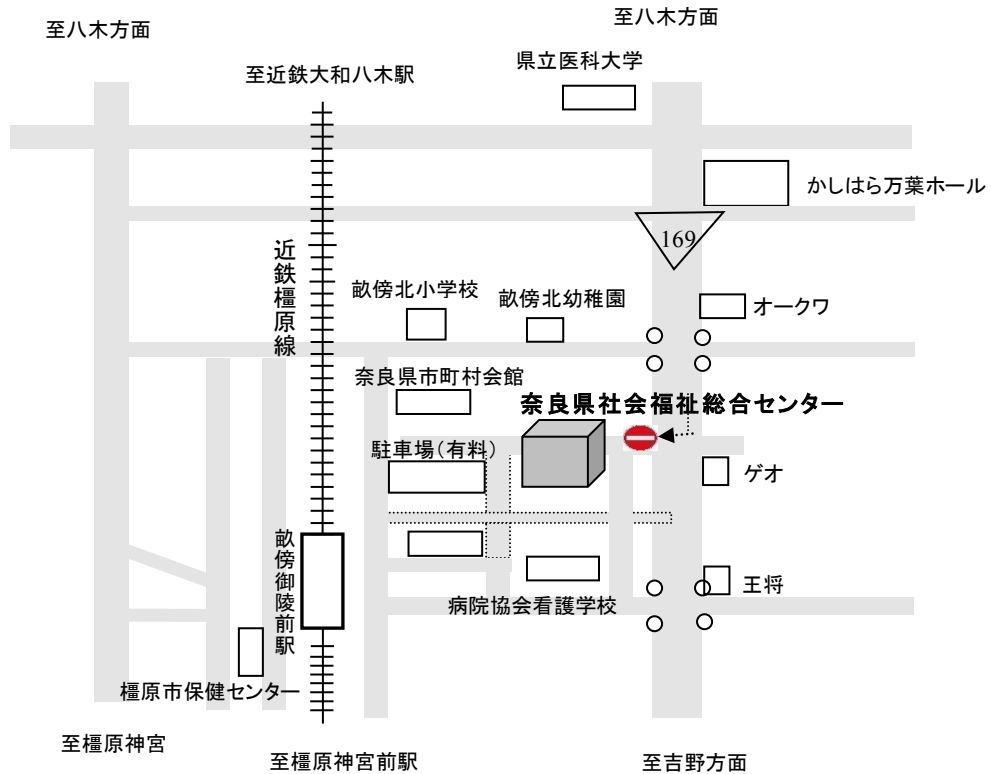 至八木方面
至八木方面
県立医科大学
至近鉄大和八木駅
かしはら万葉ホール
169
近鉄橿原線
畝傍北小学校
畝傍北幼稚園
オークワ
奈良県市町村会館
奈良県社会福祉総合センター
駐車場（有料）
ゲオ
畝傍御陵前駅
王将
病院協会看護学校
橿原市保健センター
至橿原神宮
至橿原神宮前駅
至吉野方面